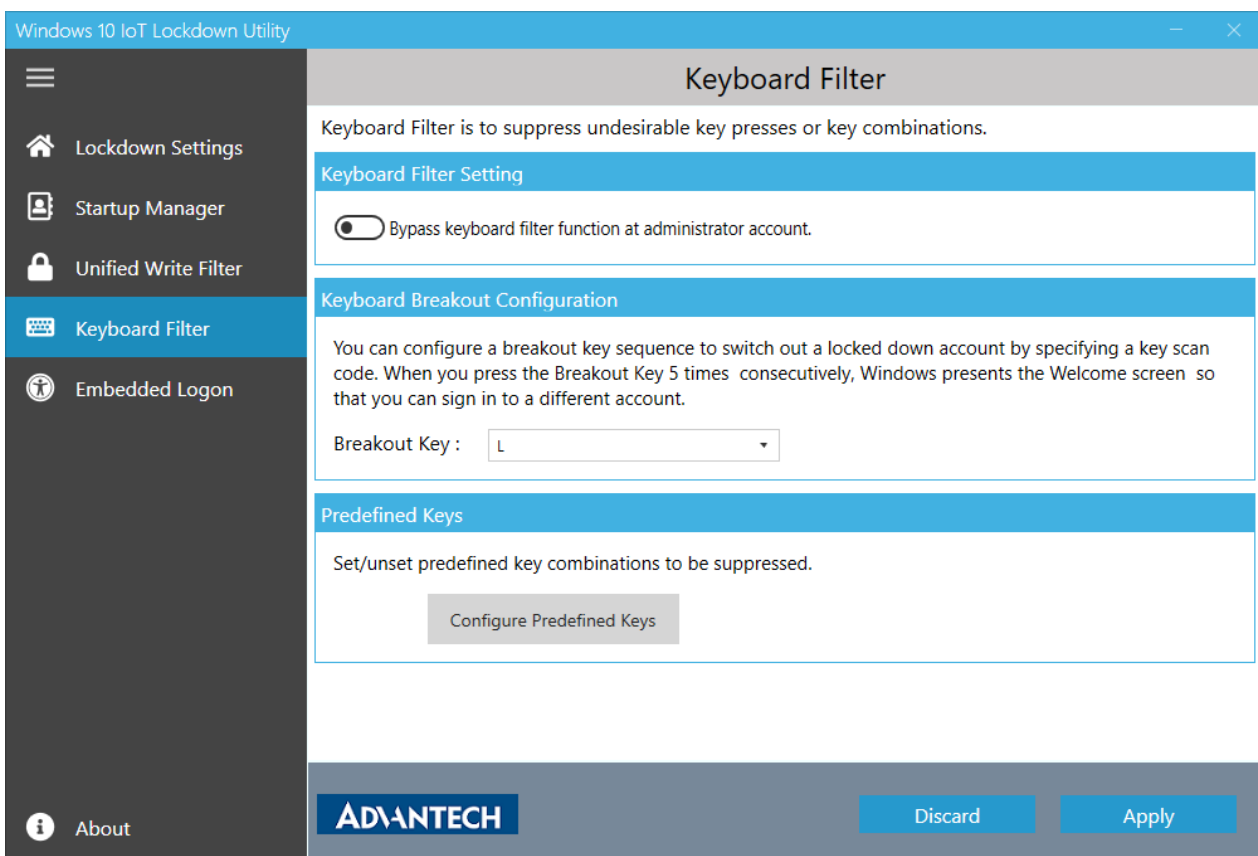 Windows 10 IoT Lockdown Utility
Keyboard Filter
Lockdown Settings
Startup Manager
Unified Write Filter
Keyboard Filter
Embedded Logon
About
Keyboard Filter is to suppress undesirable key presses or key combinations.
Keyboard Filter Setting
Bypass keyboard filter function at administrator account.
Keyboard Breakout Configuration
You can configure a breakout key sequence to switch out a locked down account by specifying a key scan
code. When you press the Breakout Key 5 times  consecutively, Windows presents the Welcome screen  so
that you can sign in to a different account.
Breakout Key : L
Predefined Keys
Set/unset predefined key combinations to be suppressed.
Configure Predefined Keys
ADVANTECH
Discard
Apply